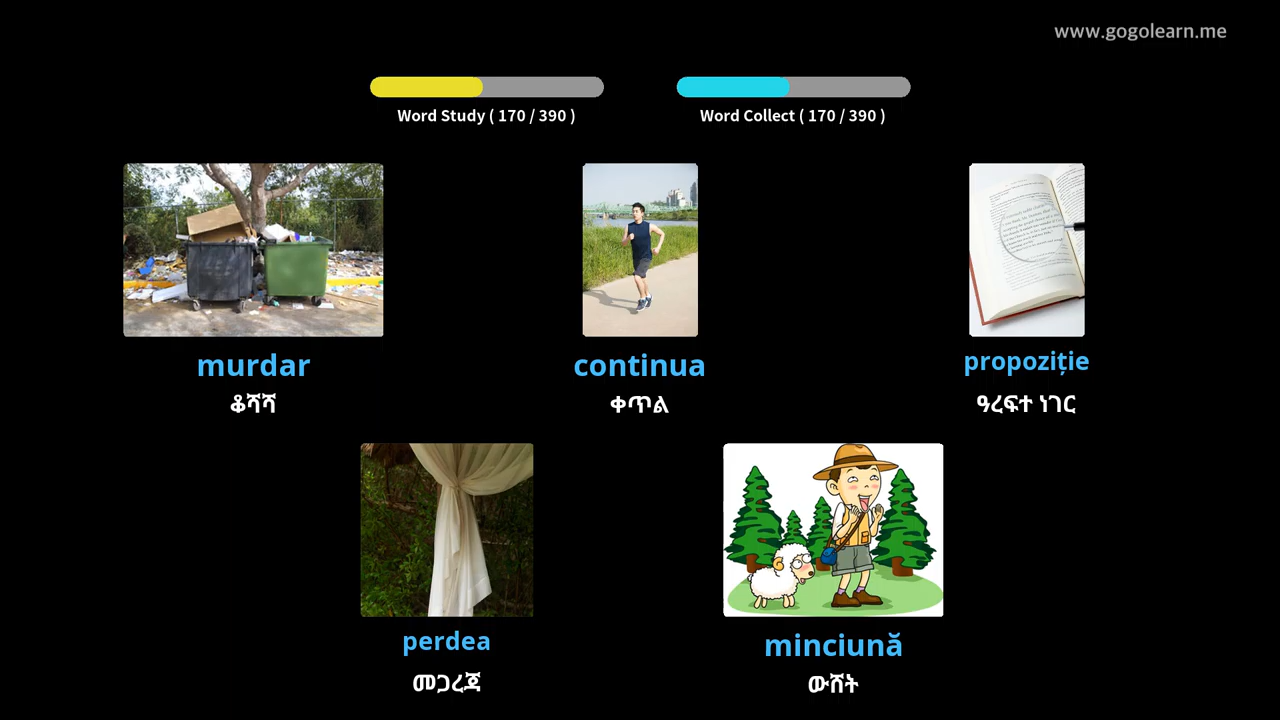 www.gogolearn.me
Word Study ( 170 / 390 )
Word Collect ( 170 / 390 )
murdar
continua
propoziție
ቆሻሻ
ቀጥል
ዓረፍተ ነገር
perdea
minciună
መጋረጃ
ውሸት